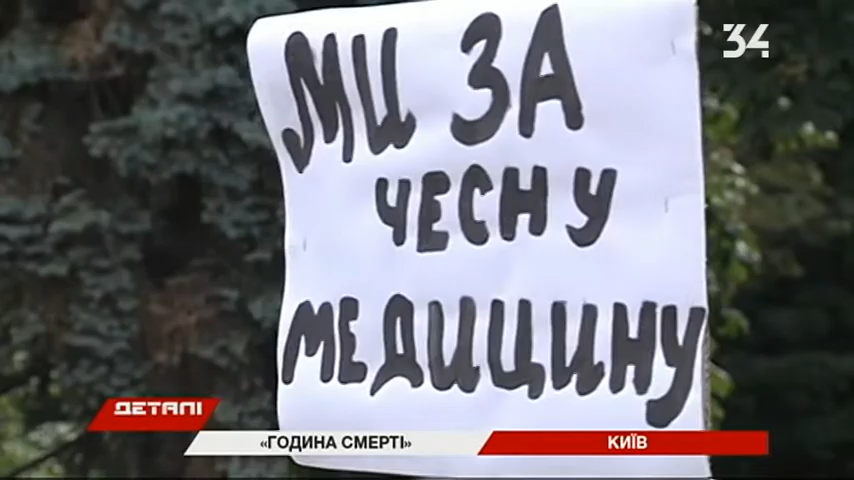 34
МИ ЗА
ЧЕСНУ
МЕДИЦИНУ
ДЕТАЛІ
«ГОДИНА СМЕРТІ»
КИЇВ